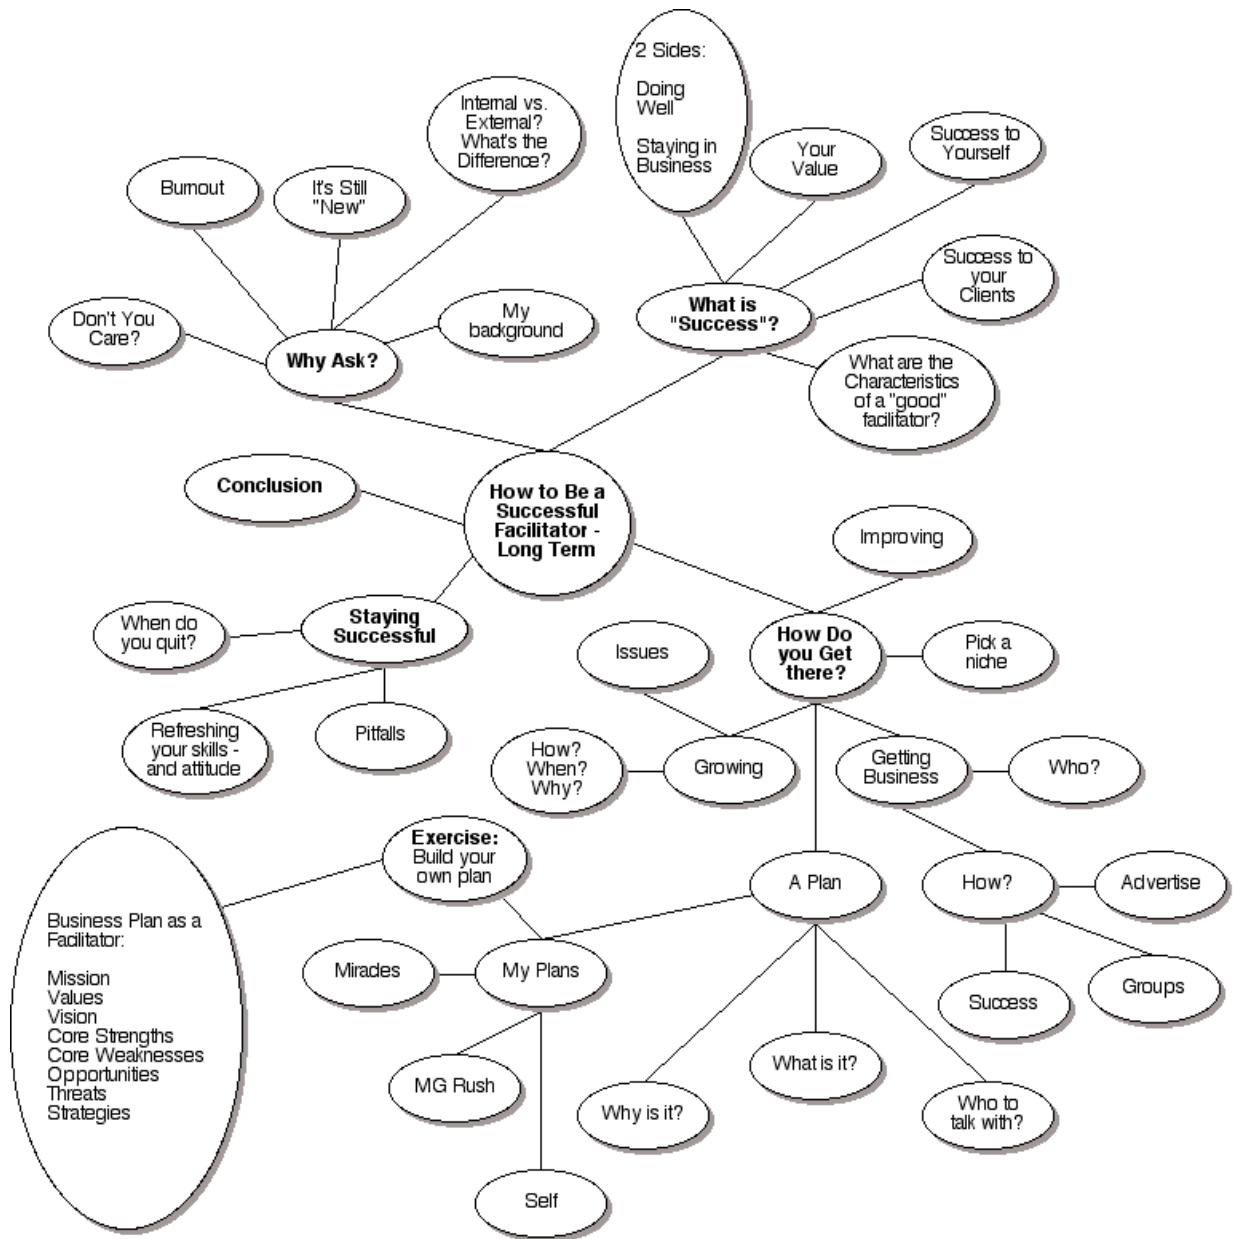 2 Sides:
Doing
Well
Staying in
Business
Internal vs.
External?
What's the
Difference?
Your
Value
Success to
Yourself
Burnout
It's Still
"New"
Success to
your
Clients
Don't You
Care?
My
background
What is
"Success"?
Why Ask?
What are the
Characteristics
of a "good"
facilitator?
Conclusion
How to Be a
Successful
Facilitator -
Long Term
Improving
When do
you quit?
Staying
Successful
Issues
How Do
you Get
there?
Pick a
niche
Refreshing
your skills -
and attitude
Pitfalls
How?
When?
Why?
Growing
Getting
Business
Who?
Exercise:
Build your
own plan
A Plan
How?
Advertise
Business Plan as a
Facilitator:
Mission
Values
Vision
Core Strengths
Core Weaknesses
Opportunities
Threats
Strategies
Miracles
My Plans
Success
Groups
MG Rush
Why is it?
What is it?
Who to
talk with?
Self